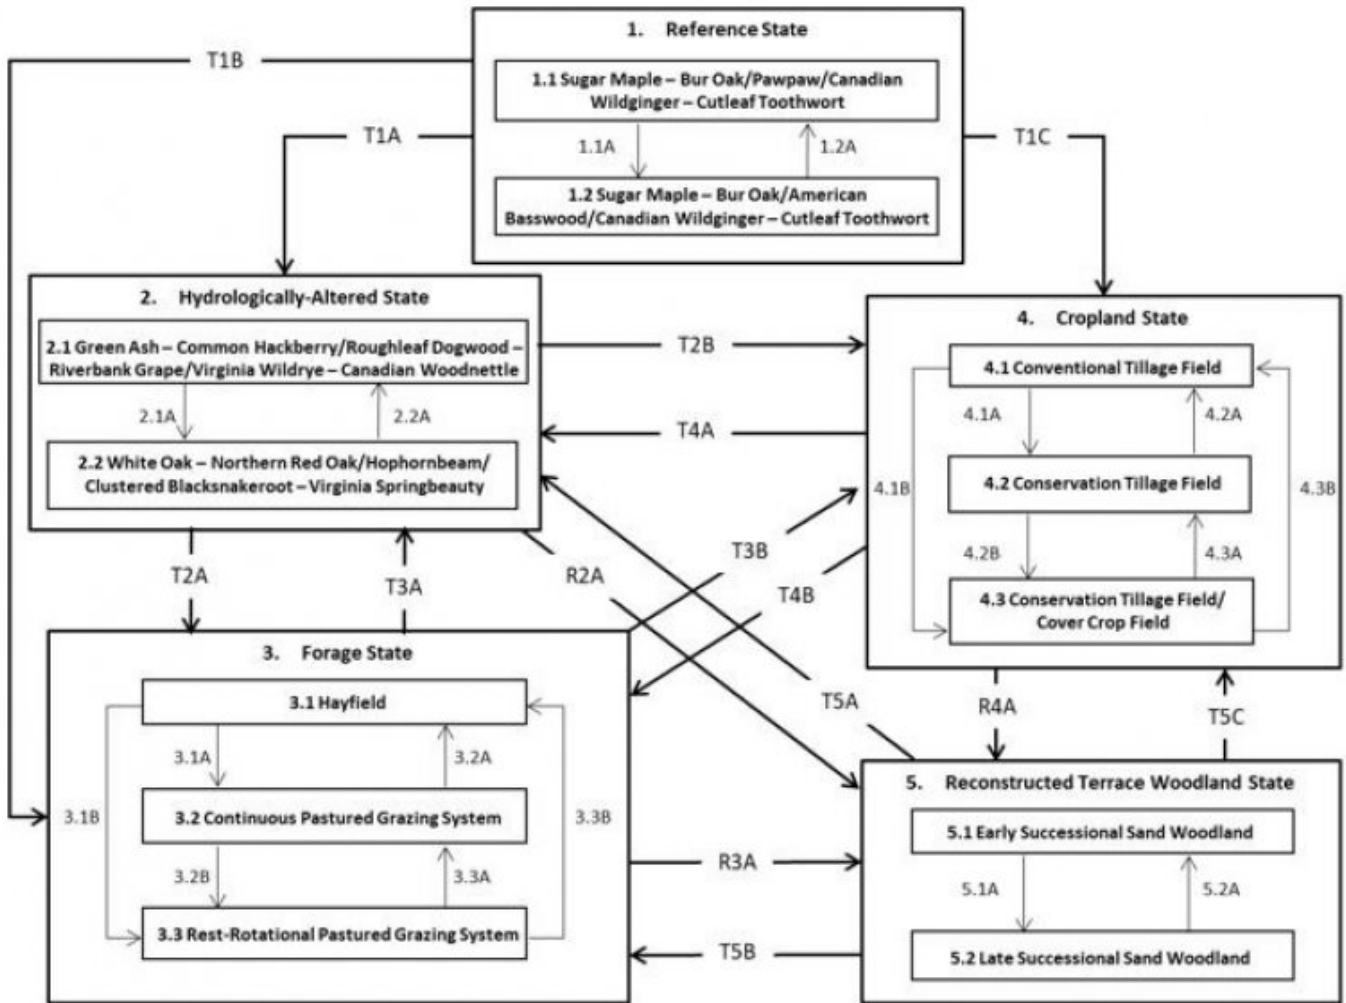 1. Reference State
T1B
1.1 Sugar Maple – Bur Oak/Pawpaw/Canadian
Wildginger – Cutleaf Toothwort
T1A
1.1A
1.2A
T1C
1.2 Sugar Maple – Bur Oak/American
Basswood/Canadian Wildginger – Cutleaf Toothwort
2. Hydrologically-Altered State
2.1 Green Ash – Common Hackberry/Roughleaf Dogwood –
Riverbank Grape/Virginia Wildrye – Canadian Woodnettle
2.1A
2.2A
2.2 White Oak – Northern Red Oak/Hophornbeam/
Clustered Blacksnakeroot – Virginia Springbeauty
T2B
T4A
4. Cropland State
4.1 Conventional Tillage Field
4.1A
4.2A
4.1B
4.2 Conservation Tillage Field
4.3B
4.2B
4.3A
4.3 Conservation Tillage Field/
Cover Crop Field
T2A
T3A
R2A
T3B
T4B
T5A
R4A
T5C
3. Forage State
3.1 Hayfield
3.1A
3.2A
3.1B
3.2 Continuous Pastured Grazing System
3.3B
3.2B
3.3A
3.3 Rest-Rotational Pastured Grazing System
R3A
T5B
5. Reconstructed Terrace Woodland State
5.1 Early Successional Sand Woodland
5.1A
5.2A
5.2 Late Successional Sand Woodland